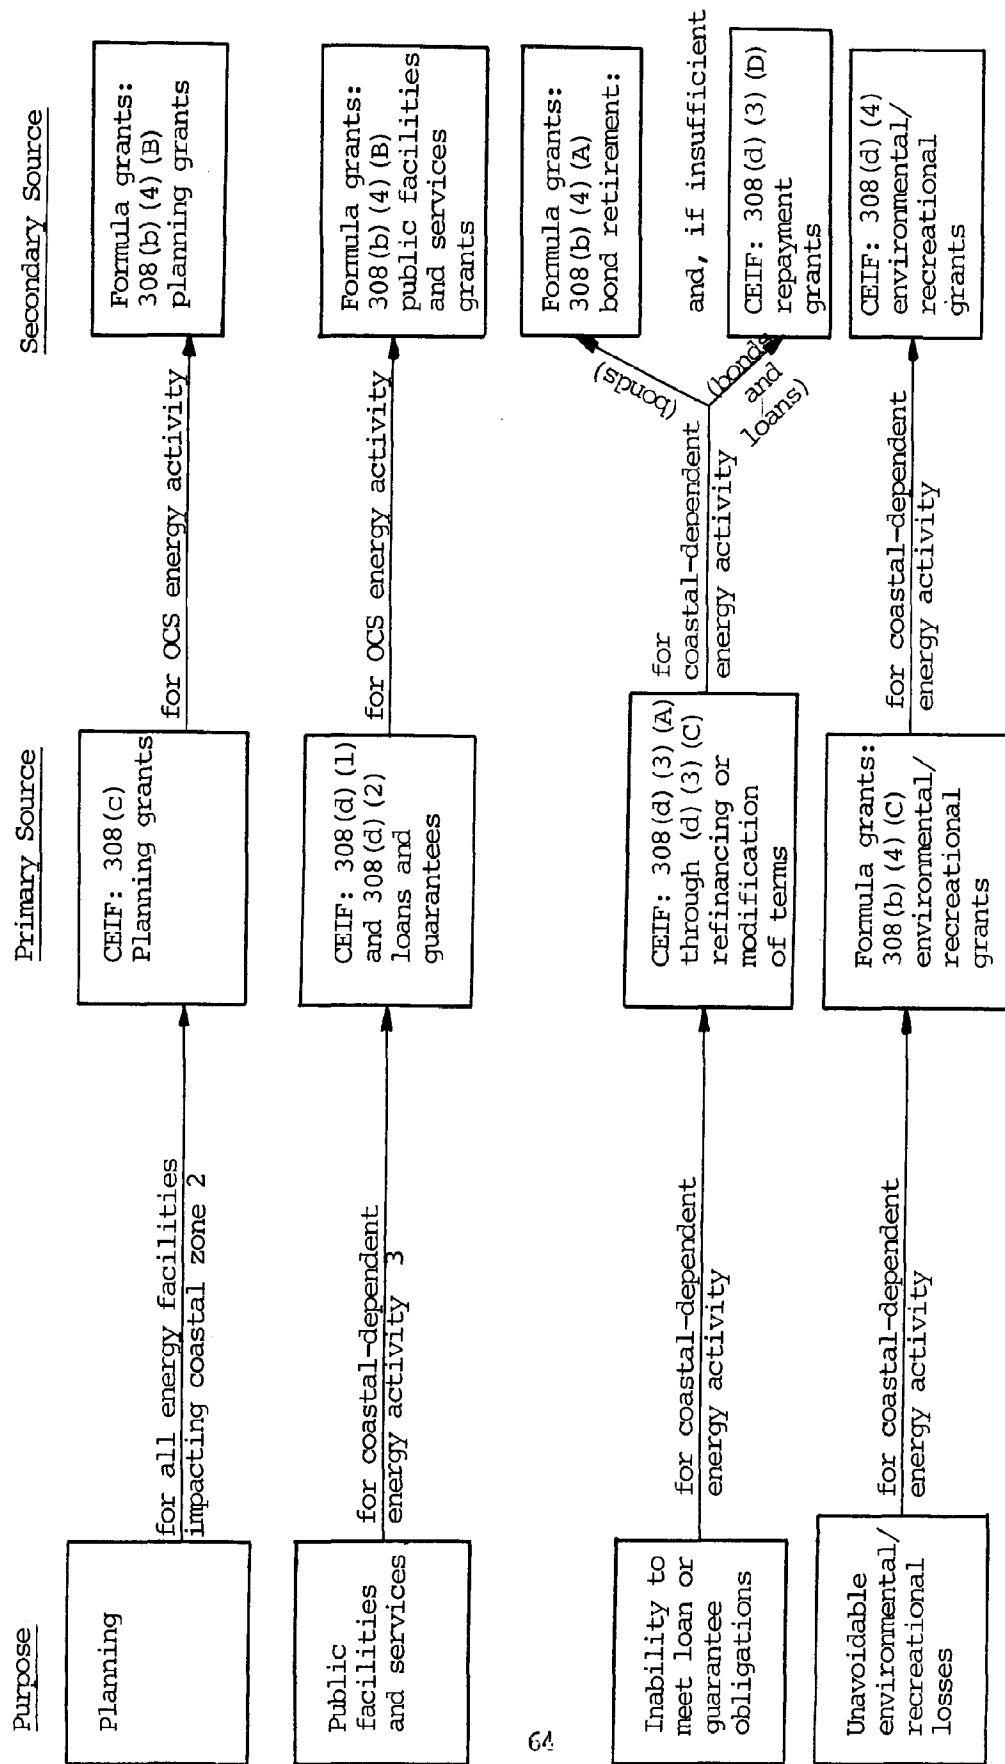 Purpose
Primary Source
Secondary Source
Planning
for all energy facilities
impacting coastal zone 2
CEIF: 308(c)
Planning grants
for OCS energy activity
Formula grants:
308(b)(4)(B)
planning grants
Public
facilities
and services
for coastal-dependent
energy activity 3
CEIF: 308(d)(1)
and 308(d)(2)
loans and
guarantees
for OCS energy activity
Formula grants:
308(b)(4)(B)
public facilities
and services
grants
Inability to
meet loan or
guarantee
obligations
for coastal-dependent
energy activity
CEIF: 308(d)(3)(A)
through (d)(3)(C)
refinancing or
modification
of terms
for
coastal-dependent
energy activity
(bonds)
Formula grants:
308(b)(4)(A)
bond retirement:
and, if insufficient
(bonds
and
loans)
CEIF: 308(d)(3)(D)
repayment
grants
Unavoidable
environmental/
recreational
losses
for coastal-dependent
energy activity
Formula grants:
308(b)(4)(C)
environmental/
recreational
grants
for coastal-dependent
energy activity
CEIF: 308(d)(4)
environmental/
recreational
grants
64